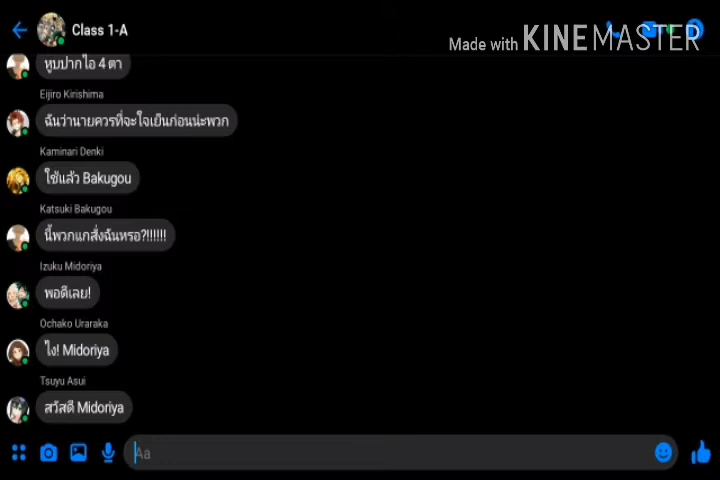 Class 1-A
Made with KINEMASTER
หูบปากไอ 4 ตา
Eijiro Kirishima
ฉันว่านายควรที่จะใจเย็นก่อนน่ะพวก
Kaminari Denki
ใช้แล้ว Bakugou
Katsuki Bakugou
นี้พวกแกสั่งฉันหรอ?!!!!!!
Izuku Midoriya
พอดีเลย!
Ochako Uraraka
ไง! Midoriya
Tsuyu Asui
สวัสดี Midoriya
Aa